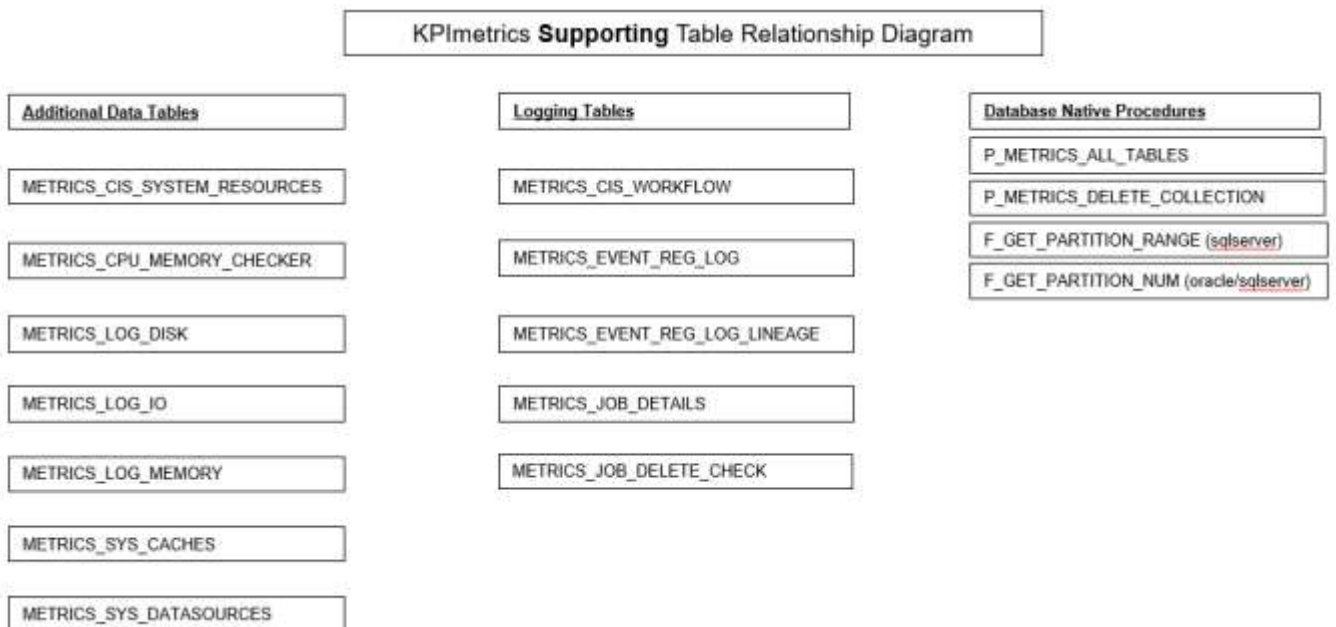 KPImetrics Supporting Table Relationship Diagram
Additional Data Tables
METRICS_CIS_SYSTEM_RESOURCES
METRICS_CPU_MEMORY_CHECKER
METRICS_LOG_DISK
METRICS_LOG_IO
METRICS_LOG_MEMORY
METRICS_SYS_CACHES
METRICS_SYS_DATASOURCES
Logging Tables
METRICS_CIS_WORKFLOW
METRICS_EVENT_REG_LOG
METRICS_EVENT_REG_LOG_LINEAGE
METRICS_JOB_DETAILS
METRICS_JOB_DELETE_CHECK
Database Native Procedures
P_METRICS_ALL_TABLES
P_METRICS_DELETE_COLLECTION
F_GET_PARTITION_RANGE (sqlserver)
F_GET_PARTITION_NUM (oracle/sqlserver)